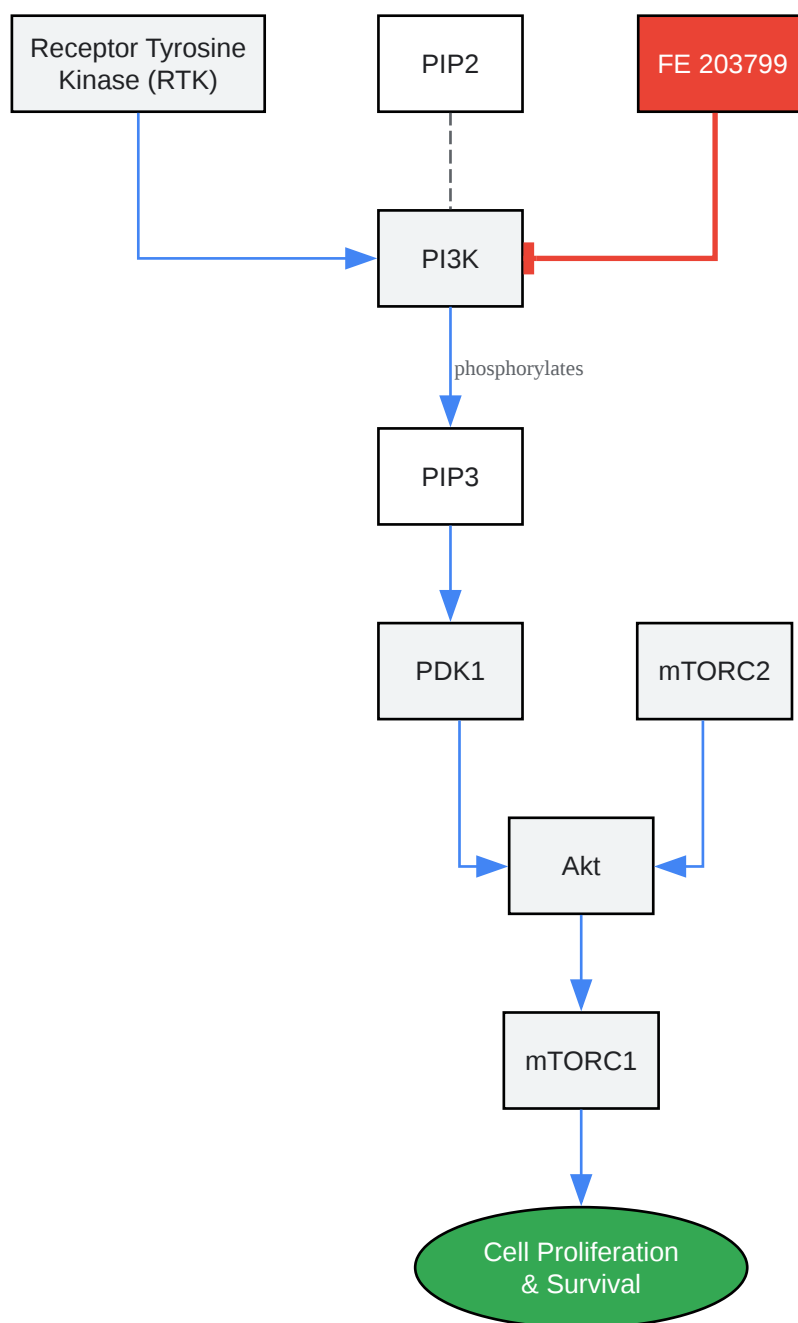 Receptor Tyrosine
Kinase (RTK)
PIP2
FE 203799
PI3K
phosphorylates
PIP3
PDK1
mTORC2
Akt
mTORC1
Cell Proliferation
& Survival